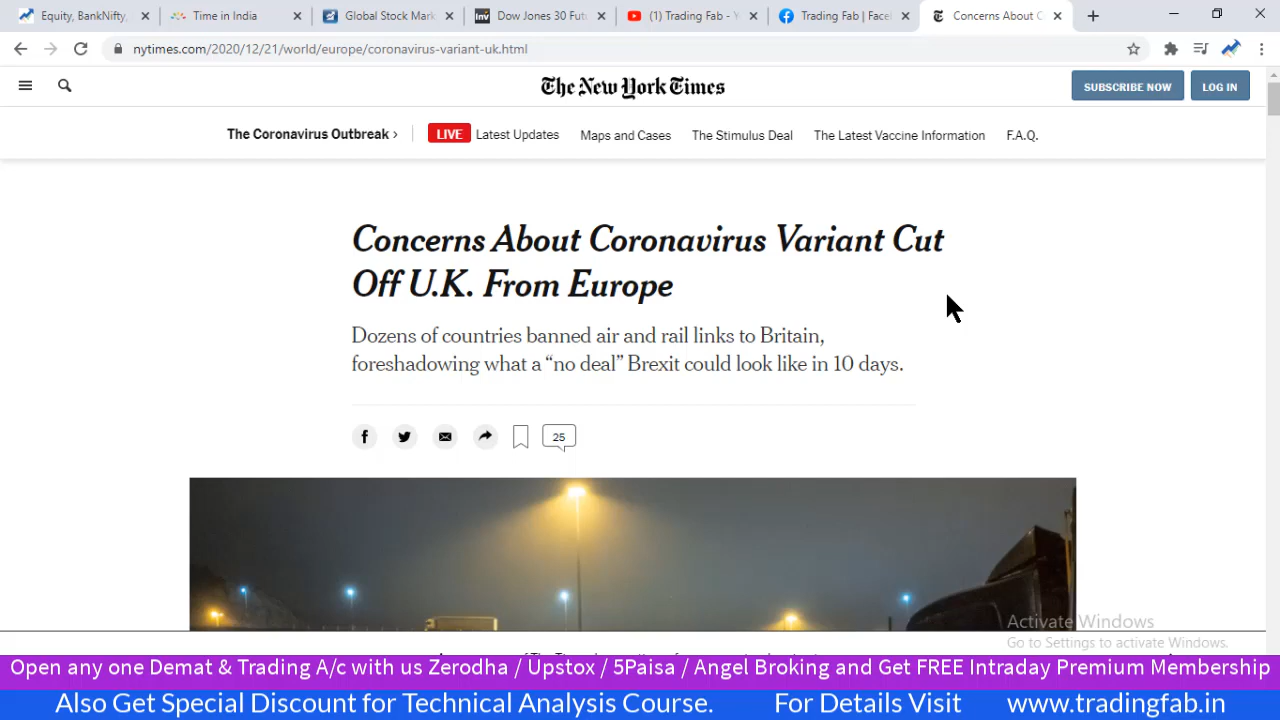 Equity, BankNifty,
Time in India
Global Stock Mark
Inv Dow Jones 30 Fut
(1) Trading Fab - Y
Trading Fab | Face
Concerns About C
nytimes.com/2020/12/21/world/europe/coronavirus-variant-uk.html
The New York Times
SUBSCRIBE NOW
LOG IN
The Coronavirus Outbreak ›
LIVE Latest Updates
Maps and Cases
The Stimulus Deal
The Latest Vaccine Information
F.A.Q.
Concerns About Coronavirus Variant Cut
Off U.K. From Europe
Dozens of countries banned air and rail links to Britain,
foreshadowing what a “no deal” Brexit could look like in 10 days.
25
Activate Windows
Go to Settings to activate Windows.
Open any one Demat & Trading A/c with us Zerodha / Upstox / 5Paisa / Angel Broking and Get FREE Intraday Premium Membership
Also Get Special Discount for Technical Analysis Course. For Details Visit www.tradingfab.in